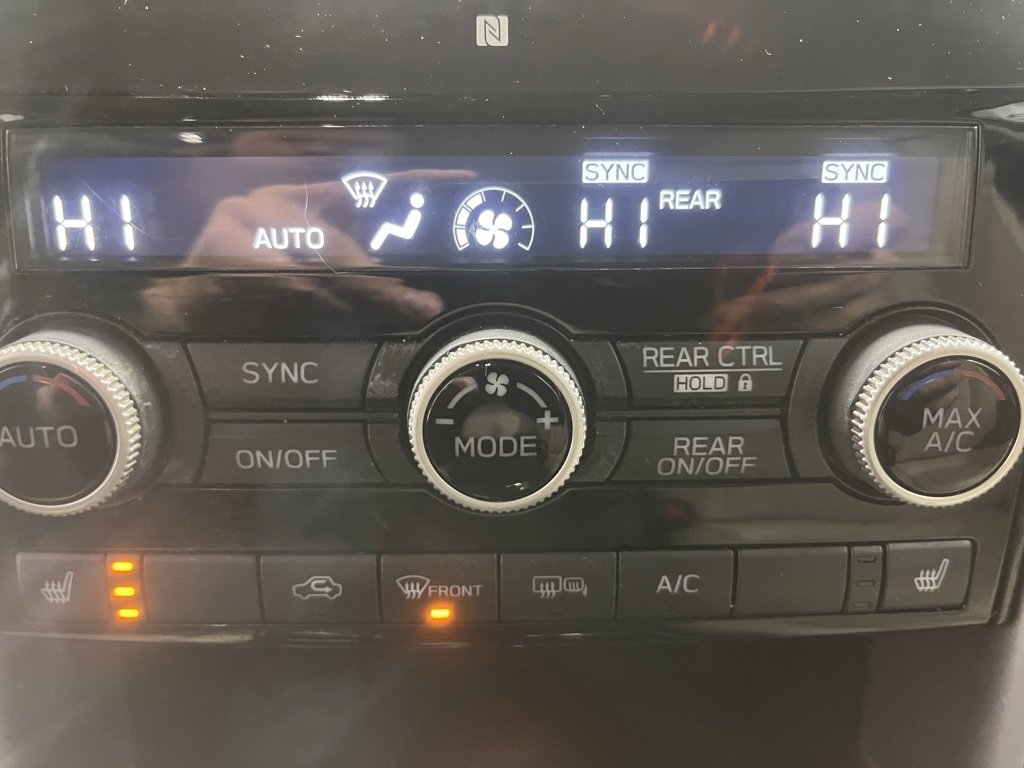 SYNC
SYNC
HI
AUTO
HI
REAR
HI
SYNC
REAR CTRL
HOLD
AUTO
- +
MODE
MAX
A/C
ON/OFF
REAR
ON/OFF
FRONT
A/C